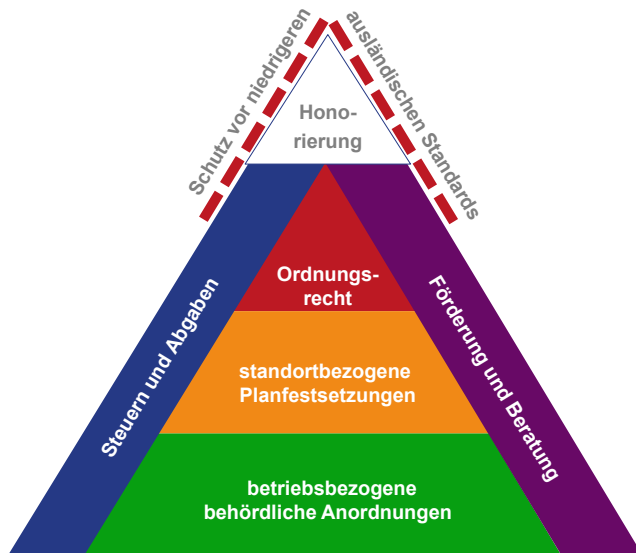 Schutz vor niedrigeren
ausländischen Standards
Hono-
rierung
Steuern und Abgaben
Förderung und Beratung
Ordnungs-
recht
standortbezogene
Planfestsetzungen
betriebsbezogene
behördliche Anordnungen